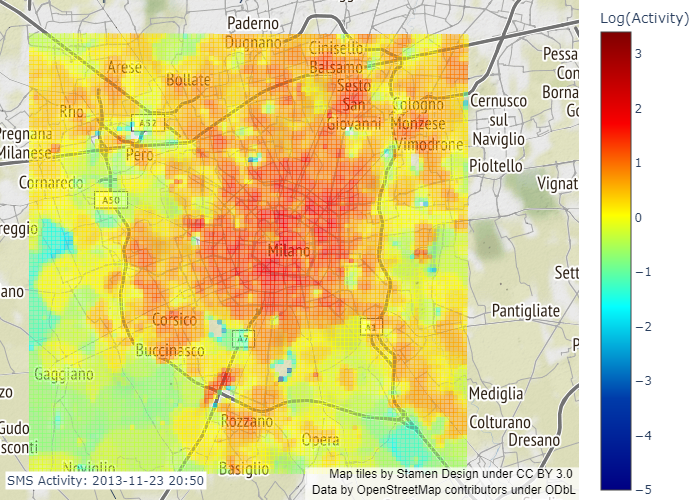 Log(Activity)
3
2
1
0
−1
−2
−3
−4
−5
Paderno
Dugnano
Cinisello
Balsamo
Arese
Bollate
Sesto
San
Giovanni
Rho
A52
Cologno
Monzese
Pessa
Con
Borna
Go
Cernusco
sul
Naviglio
Pregnana
Milanese
Pero
Vimodrone
Pioltello
Cornaredo
A50
Vignat
reggio
Milano
Sett
ano
Pantigliate
Corsico
A7
A1
Buccinasco
P
Gaggiano
zo
Mediglia
Rozzano
Gudo
sconti
Opera
Colturano
Dresano
Noviglio
Basiglio
SMS Activity: 2013-11-23 20:50
Map tiles by Stamen Design under CC BY 3.0
Data by OpenStreetMap contributors under ODbL